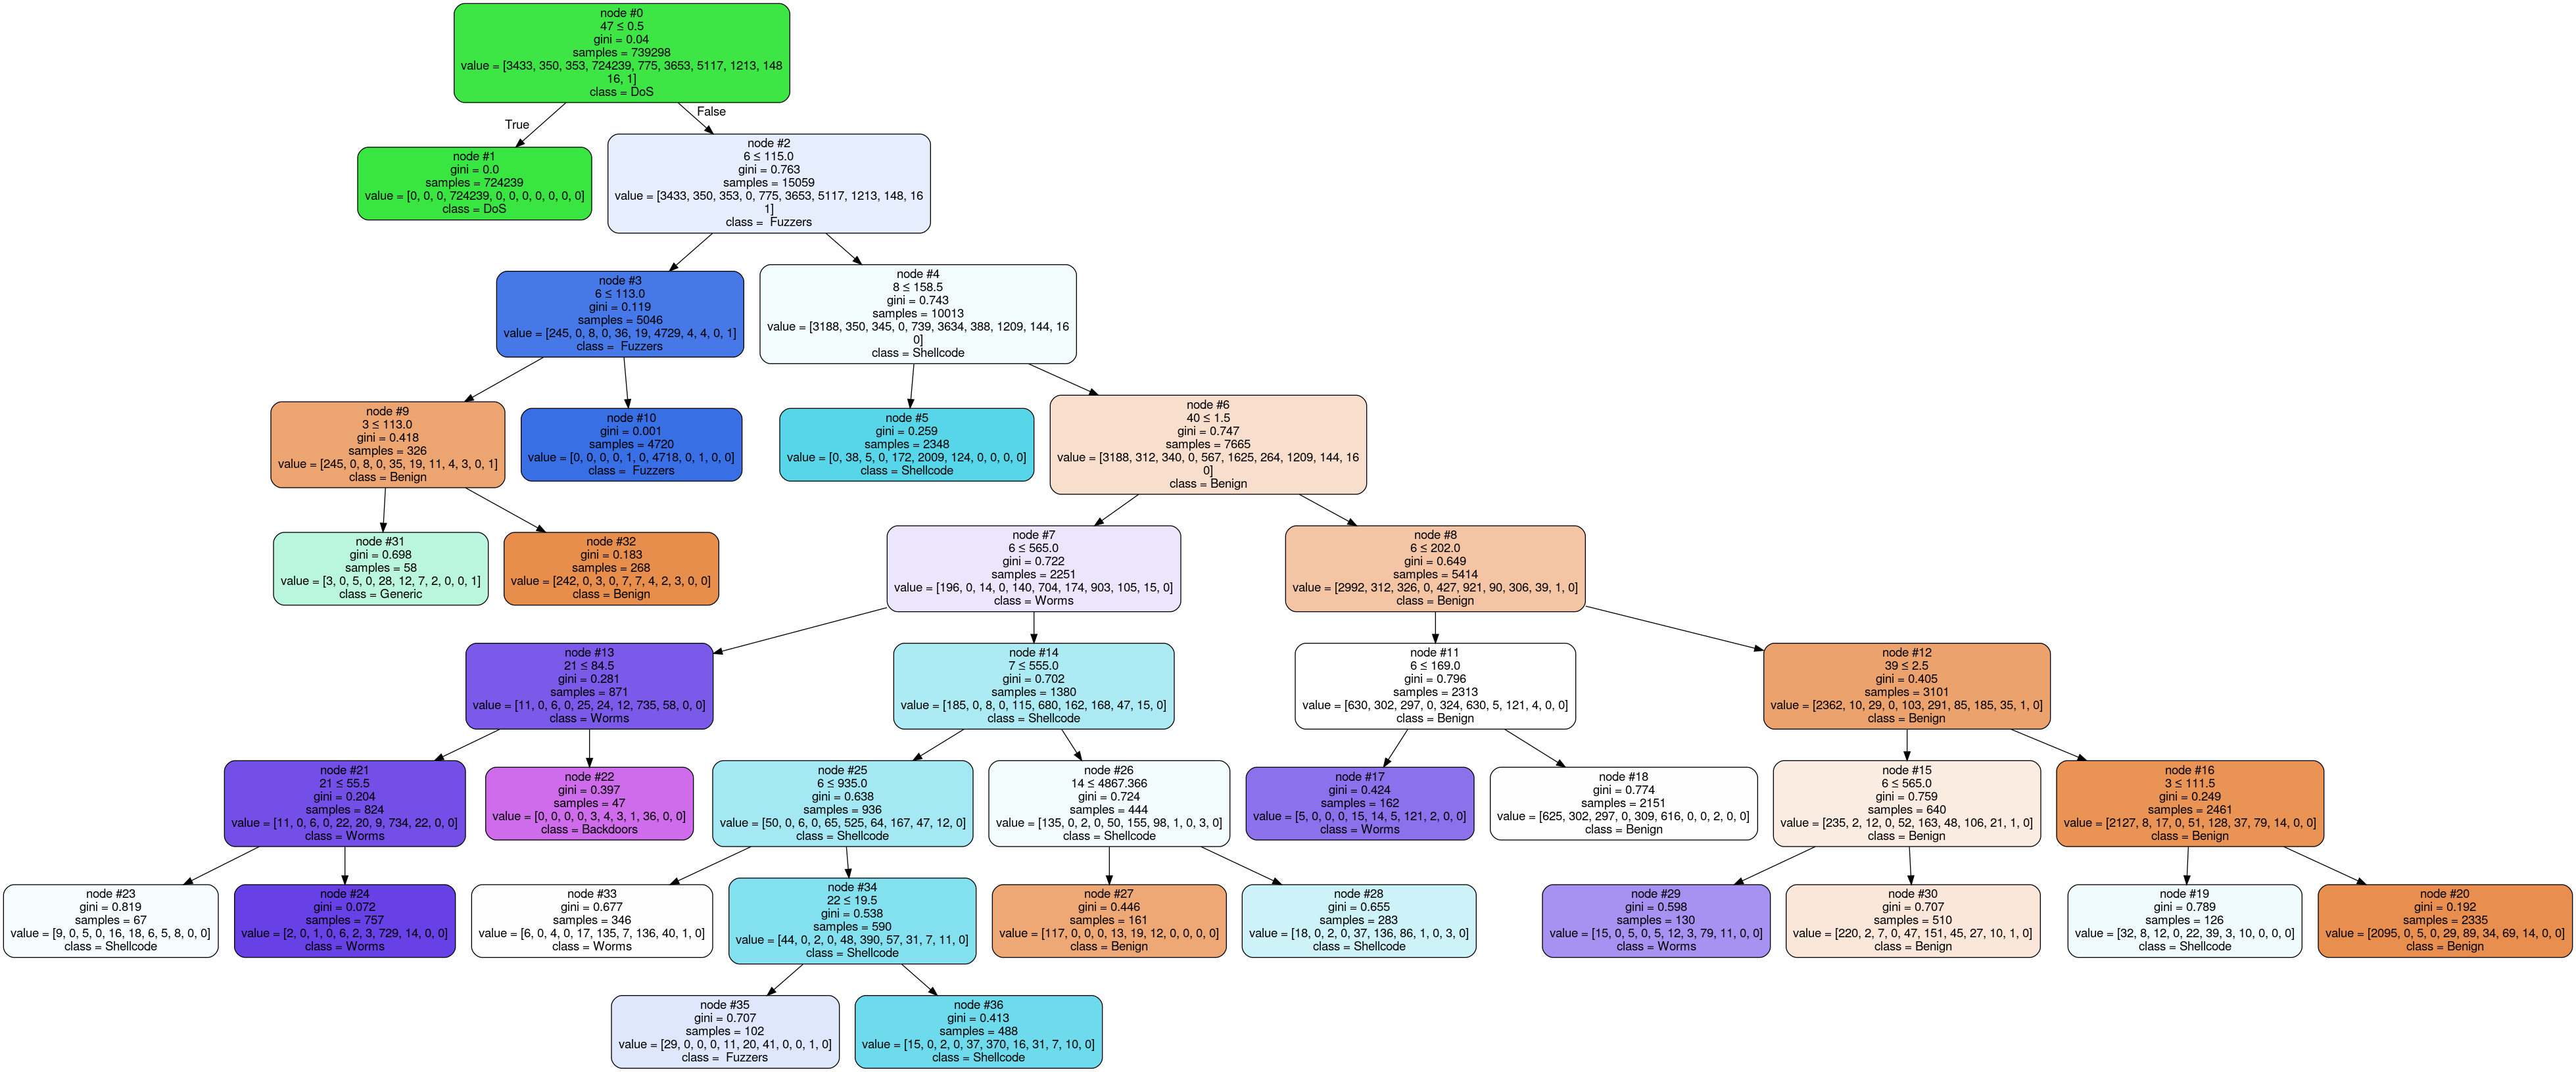 node #0
47 ≤ 0.5
gini = 0.04
samples = 739298
value = [3433, 350, 353, 724239, 775, 3653, 5117, 1213, 148
16, 1]
class = DoS
True
False
node #1
gini = 0.0
samples = 724239
value = [0, 0, 0, 724239, 0, 0, 0, 0, 0, 0, 0]
class = DoS
node #2
6 ≤ 115.0
gini = 0.763
samples = 15059
value = [3433, 350, 353, 0, 775, 3653, 5117, 1213, 148, 16
1]
class =  Fuzzers
node #3
6 ≤ 113.0
gini = 0.119
samples = 5046
value = [245, 0, 8, 0, 36, 19, 4729, 4, 4, 0, 1]
class =  Fuzzers
node #4
8 ≤ 158.5
gini = 0.743
samples = 10013
value = [3188, 350, 345, 0, 739, 3634, 388, 1209, 144, 16
0]
class = Shellcode
node #9
3 ≤ 113.0
gini = 0.418
samples = 326
value = [245, 0, 8, 0, 35, 19, 11, 4, 3, 0, 1]
class = Benign
node #10
gini = 0.001
samples = 4720
value = [0, 0, 0, 0, 1, 0, 4718, 0, 1, 0, 0]
class =  Fuzzers
node #5
gini = 0.259
samples = 2348
value = [0, 38, 5, 0, 172, 2009, 124, 0, 0, 0, 0]
class = Shellcode
node #6
40 ≤ 1.5
gini = 0.747
samples = 7665
value = [3188, 312, 340, 0, 567, 1625, 264, 1209, 144, 16
0]
class = Benign
node #31
gini = 0.698
samples = 58
value = [3, 0, 5, 0, 28, 12, 7, 2, 0, 0, 1]
class = Generic
node #32
gini = 0.183
samples = 268
value = [242, 0, 3, 0, 7, 7, 4, 2, 3, 0, 0]
class = Benign
node #7
6 ≤ 565.0
gini = 0.722
samples = 2251
value = [196, 0, 14, 0, 140, 704, 174, 903, 105, 15, 0]
class = Worms
node #8
6 ≤ 202.0
gini = 0.649
samples = 5414
value = [2992, 312, 326, 0, 427, 921, 90, 306, 39, 1, 0]
class = Benign
node #13
21 ≤ 84.5
gini = 0.281
samples = 871
value = [11, 0, 6, 0, 25, 24, 12, 735, 58, 0, 0]
class = Worms
node #14
7 ≤ 555.0
gini = 0.702
samples = 1380
value = [185, 0, 8, 0, 115, 680, 162, 168, 47, 15, 0]
class = Shellcode
node #11
6 ≤ 169.0
gini = 0.796
samples = 2313
value = [630, 302, 297, 0, 324, 630, 5, 121, 4, 0, 0]
class = Benign
node #12
39 ≤ 2.5
gini = 0.405
samples = 3101
value = [2362, 10, 29, 0, 103, 291, 85, 185, 35, 1, 0]
class = Benign
node #21
21 ≤ 55.5
gini = 0.204
samples = 824
value = [11, 0, 6, 0, 22, 20, 9, 734, 22, 0, 0]
class = Worms
node #22
gini = 0.397
samples = 47
value = [0, 0, 0, 0, 3, 4, 3, 1, 36, 0, 0]
class = Backdoors
node #25
6 ≤ 935.0
gini = 0.638
samples = 936
value = [50, 0, 6, 0, 65, 525, 64, 167, 47, 12, 0]
class = Shellcode
node #26
14 ≤ 4867.366
gini = 0.724
samples = 444
value = [135, 0, 2, 0, 50, 155, 98, 1, 0, 3, 0]
class = Shellcode
node #17
gini = 0.424
samples = 162
value = [5, 0, 0, 0, 15, 14, 5, 121, 2, 0, 0]
class = Worms
node #18
gini = 0.774
samples = 2151
value = [625, 302, 297, 0, 309, 616, 0, 0, 2, 0, 0]
class = Benign
node #15
6 ≤ 565.0
gini = 0.759
samples = 640
value = [235, 2, 12, 0, 52, 163, 48, 106, 21, 1, 0]
class = Benign
node #16
3 ≤ 111.5
gini = 0.249
samples = 2461
value = [2127, 8, 17, 0, 51, 128, 37, 79, 14, 0, 0]
class = Benign
node #23
gini = 0.819
samples = 67
value = [9, 0, 5, 0, 16, 18, 6, 5, 8, 0, 0]
class = Shellcode
node #24
gini = 0.072
samples = 757
value = [2, 0, 1, 0, 6, 2, 3, 729, 14, 0, 0]
class = Worms
node #33
gini = 0.677
samples = 346
value = [6, 0, 4, 0, 17, 135, 7, 136, 40, 1, 0]
class = Worms
node #34
22 ≤ 19.5
gini = 0.538
samples = 590
value = [44, 0, 2, 0, 48, 390, 57, 31, 7, 11, 0]
class = Shellcode
node #27
gini = 0.446
samples = 161
value = [117, 0, 0, 0, 13, 19, 12, 0, 0, 0, 0]
class = Benign
node #28
gini = 0.655
samples = 283
value = [18, 0, 2, 0, 37, 136, 86, 1, 0, 3, 0]
class = Shellcode
node #29
gini = 0.598
samples = 130
value = [15, 0, 5, 0, 5, 12, 3, 79, 11, 0, 0]
class = Worms
node #30
gini = 0.707
samples = 510
value = [220, 2, 7, 0, 47, 151, 45, 27, 10, 1, 0]
class = Benign
node #19
gini = 0.789
samples = 126
value = [32, 8, 12, 0, 22, 39, 3, 10, 0, 0, 0]
class = Shellcode
node #20
gini = 0.192
samples = 2335
value = [2095, 0, 5, 0, 29, 89, 34, 69, 14, 0, 0]
class = Benign
node #35
gini = 0.707
samples = 102
value = [29, 0, 0, 0, 11, 20, 41, 0, 0, 1, 0]
class =  Fuzzers
node #36
gini = 0.413
samples = 488
value = [15, 0, 2, 0, 37, 370, 16, 31, 7, 10, 0]
class = Shellcode